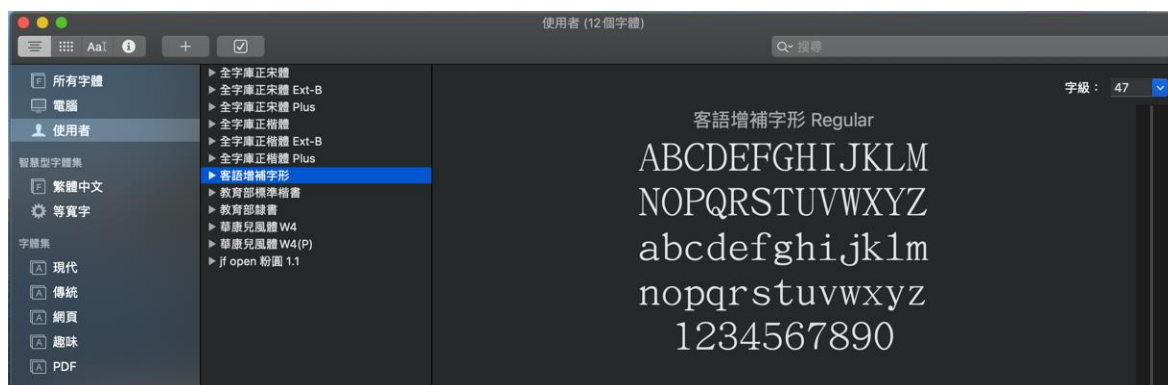 使用者 (12 個字體)
AaI
搜尋
所有字體
電腦
使用者
智慧型字體集
繁體中文
等寬字
字體集
現代
傳統
網頁
趣味
PDF
全字庫正宋體
全字庫正宋體 Ext-B
全字庫正宋體 Plus
全字庫正楷體
全字庫正楷體 Ext-B
全字庫正楷體 Plus
客語增補字形
教育部標準楷書
教育部隸書
華康兒風體 W4
華康兒風體 W4(P)
jf open 粉圓 1.1
字級： 47
客語增補字形 Regular
ABCDEFGHIJKLM
NOPQRSTUVWXYZ
abcdefghijklm
nopqrstuvwxyz
1234567890